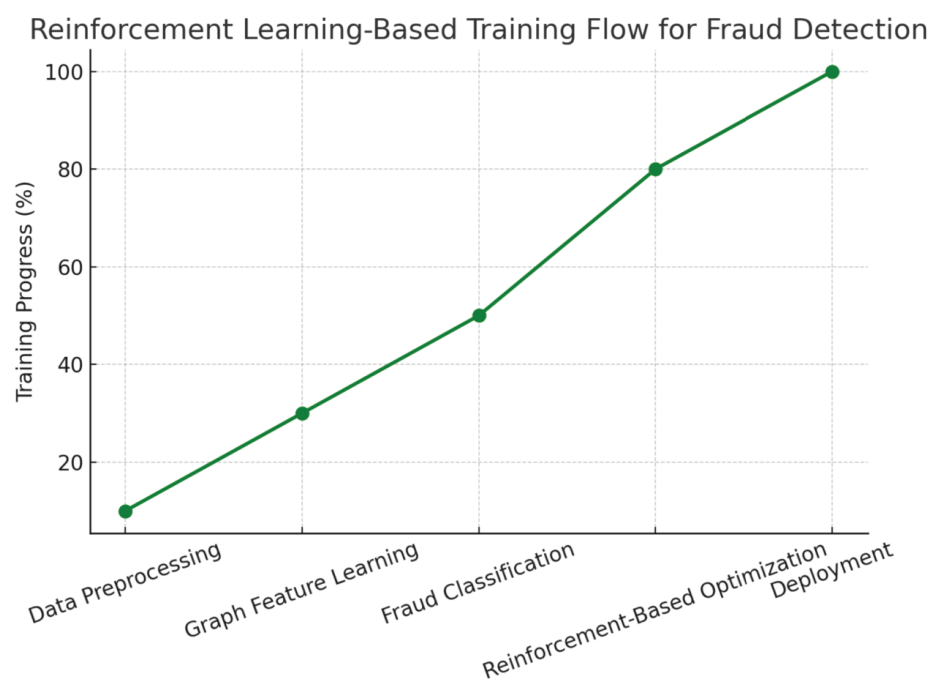 Reinforcement Learning-Based Training Flow for Fraud Detection
Training Progress (%)
100
80
60
40
20
Data Preprocessing
Graph Feature Learning
Fraud Classification
Reinforcement-Based Optimization
Deployment